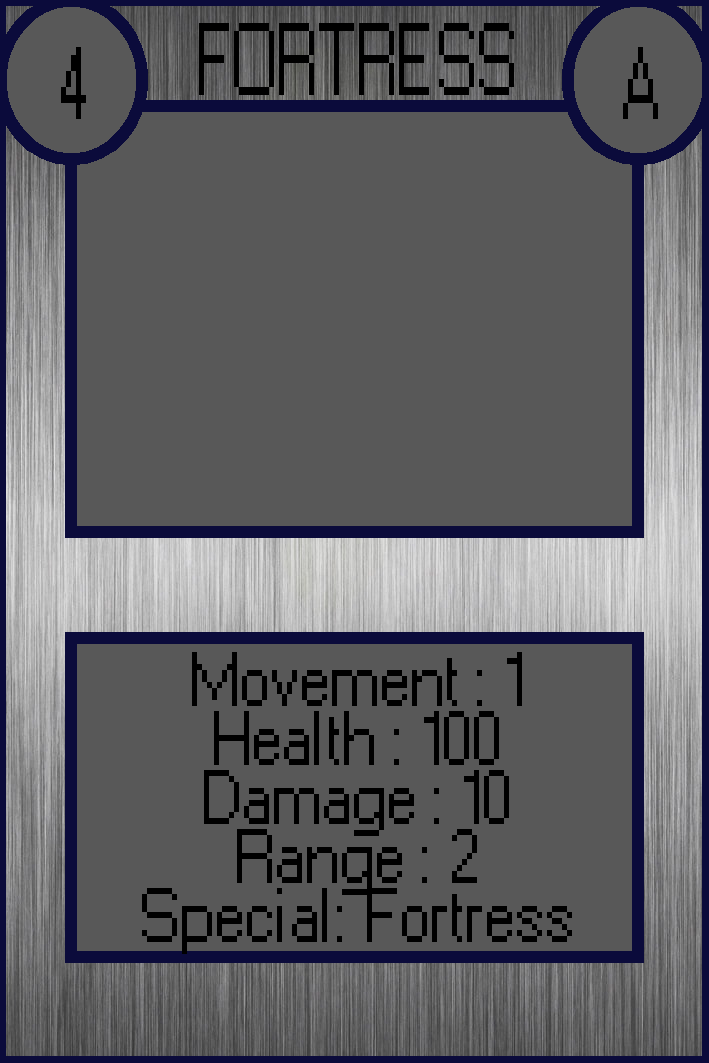 4
FORTRESS
A
Movement : 1
Health : 100
Damage : 10
Range : 2
Special: Fortress